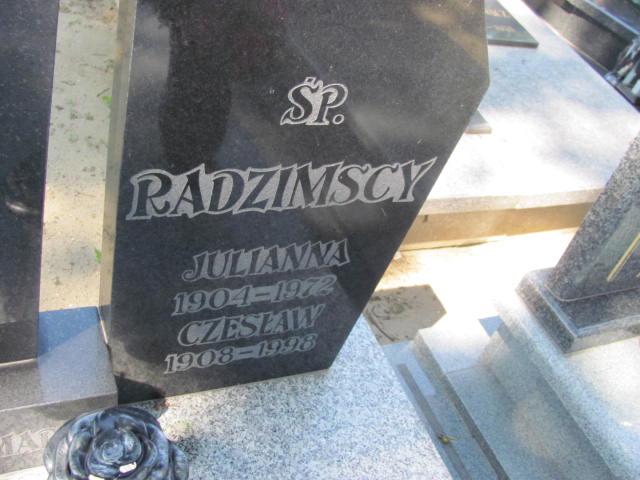 ŚP.
RADZIMSCY
JULIANNA
1904-1972
CZESŁAW
1908-1998